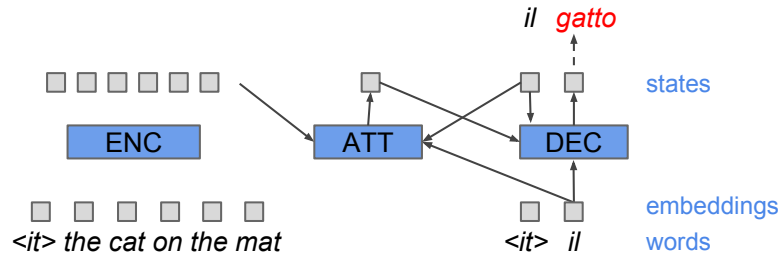 il gatto
states
ENC ATT DEC
embeddings
<it> the cat on the mat <it> il words